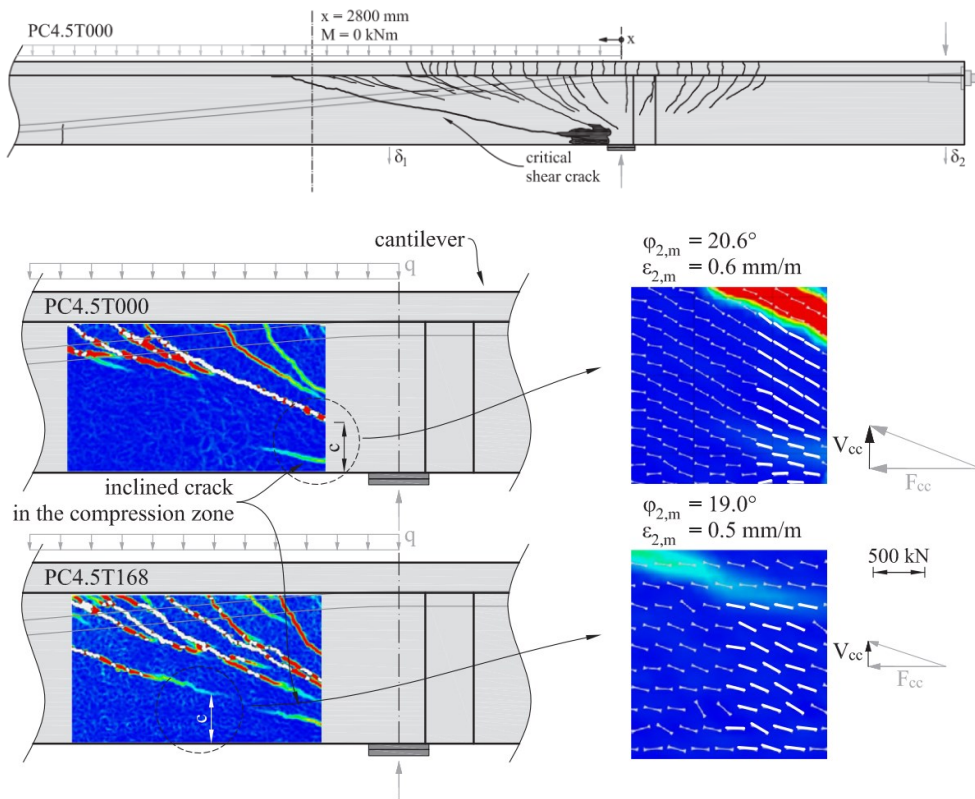 PC4.5T000
x = 2800 mm
M = 0 kNm
x
δ1
critical
shear crack
δ2
cantilever
q
PC4.5T000
c
inclined crack
in the compression zone
q
PC4.5T168
c
φ2,m = 20.6°
ε2,m = 0.6 mm/m
Vcc
Fcc
φ2,m = 19.0°
ε2,m = 0.5 mm/m
500 kN
Vcc
Fcc